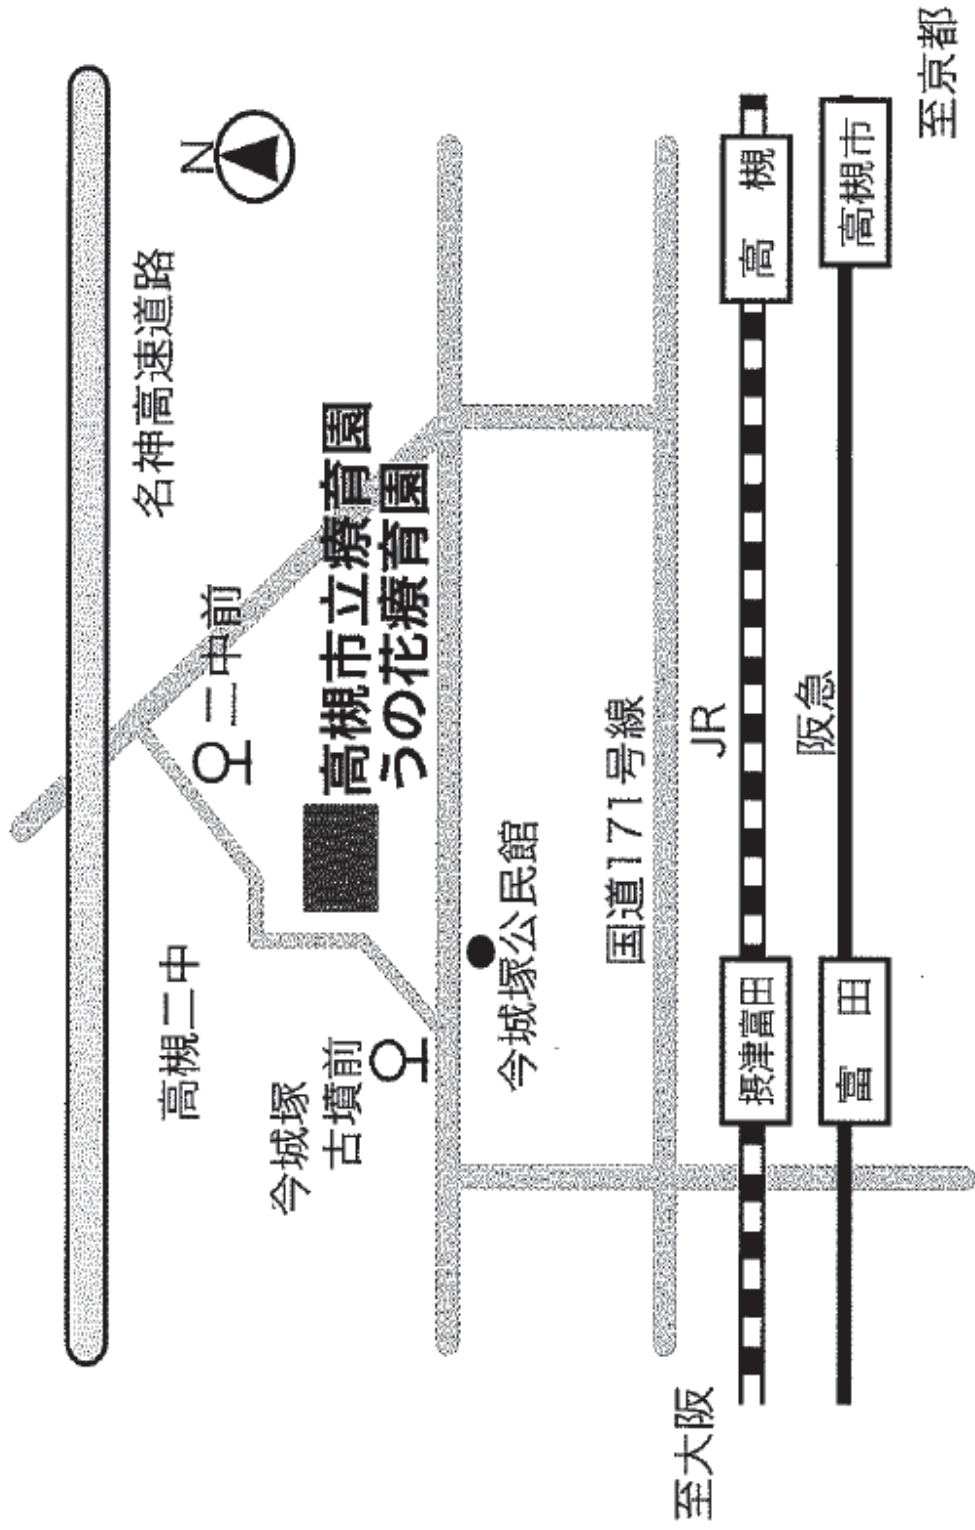 名神高速道路
N
二中前
高槻二中
高槻市立療育園
うの花療育園
今城塚
古墳前
今城塚公民館
国道171号線
至大阪
JR
摂津富田
高槻
阪急
富田
高槻市
至京都